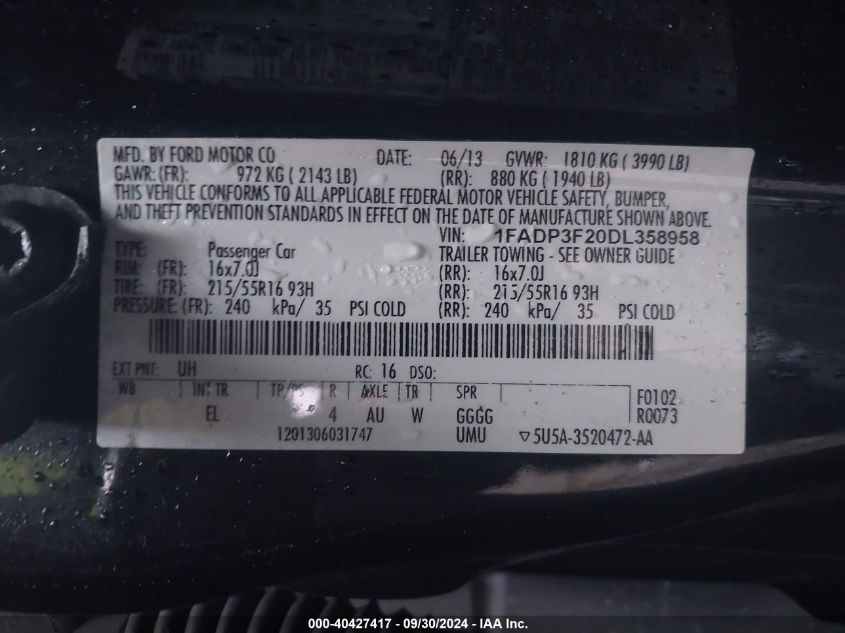 MFD. BY FORD MOTOR CO DATE: 06/13 GVWR: 1810 KG ( 3990 LB)
GAWR: (FR): 972 KG ( 2143 LB) (RR): 880 KG ( 1940 LB)
THIS VEHICLE CONFORMS TO ALL APPLICABLE FEDERAL MOTOR VEHICLE SAFETY, BUMPER,
AND THEFT PREVENTION STANDARDS IN EFFECT ON THE DATE OF MANUFACTURE SHOWN ABOVE.
VIN: 1FADP3F20DL358958
TYPE: Passenger Car TRAILER TOWING - SEE OWNER GUIDE
RIM: (FR): 16x7.0J (RR): 16x7.0J
TIRE: (FR): 215/55R16 93H (RR): 215/55R16 93H
PRESSURE: (FR): 240 kPa/ 35 PSI COLD (RR): 240 kPa/ 35 PSI COLD
EXT PNT: UH RC: 16 DSO:
WB INT TR TP/PS R AXLE TR SPR F0102
EL 4 AU W GGGG R0073
1201306031747 UMU ▽5U5A-3520472-AA
000-40427417 - 09/30/2024 - IAA Inc.